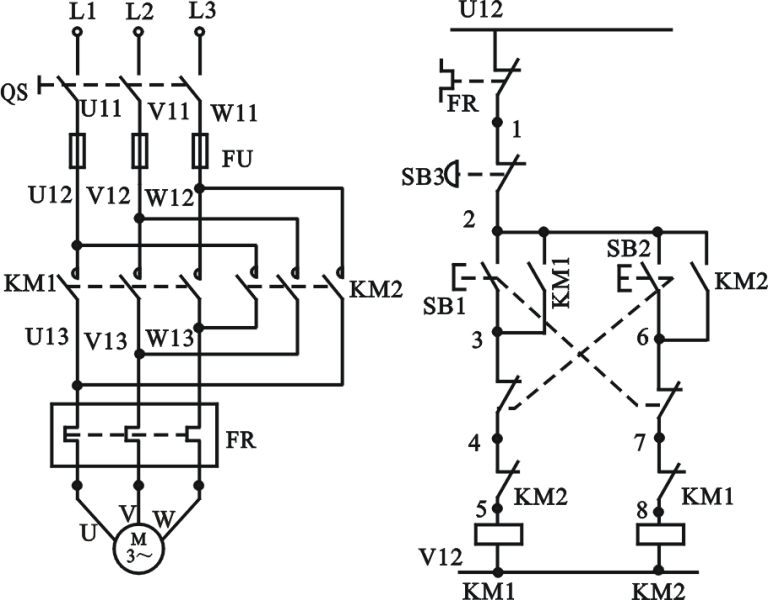 L1 L2 L3
QS
U11 V11 W11
FU
U12 V12 W12
KM1
KM2
U13 V13 W13
FR
U V W
M
3～
U12
FR
1
SB3
2
SB1
KM1
SB2
KM2
3
6
4
7
KM2
KM1
5
8
V12
KM1
KM2